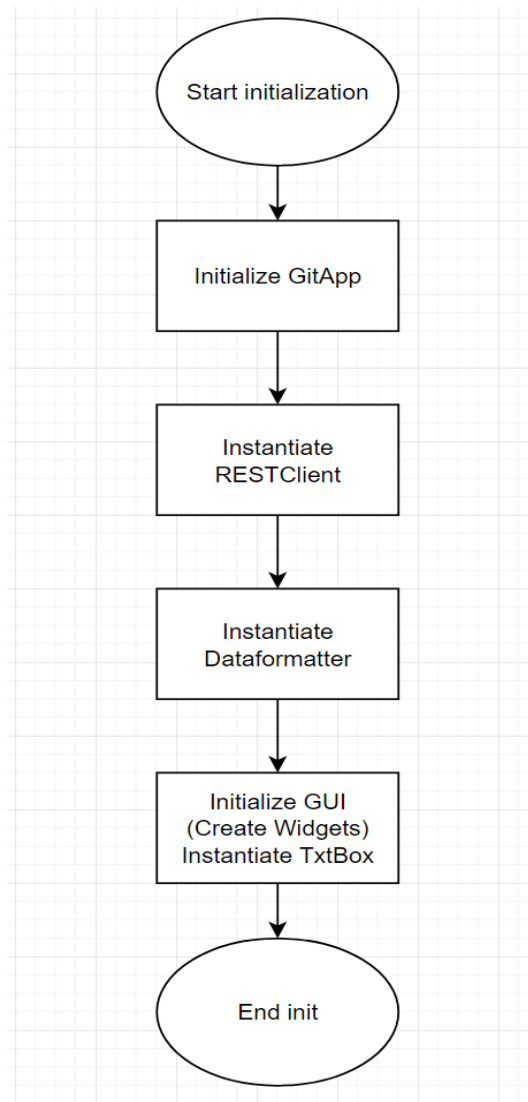 Start initialization
Initialize GitApp
Instantiate
RESTClient
Instantiate
Dataformatter
Initialize GUI
(Create Widgets)
Instantiate TxtBox
End init